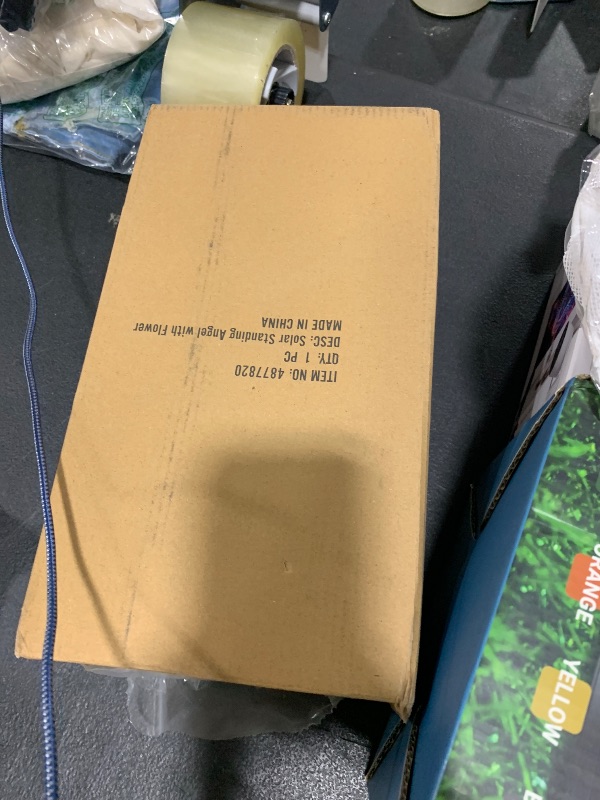 ITEM NO: 4877820
QTY: 1 PC
DESC: Solar Standing Angel with Flower
MADE IN CHINA
ORANGE
YELLOW